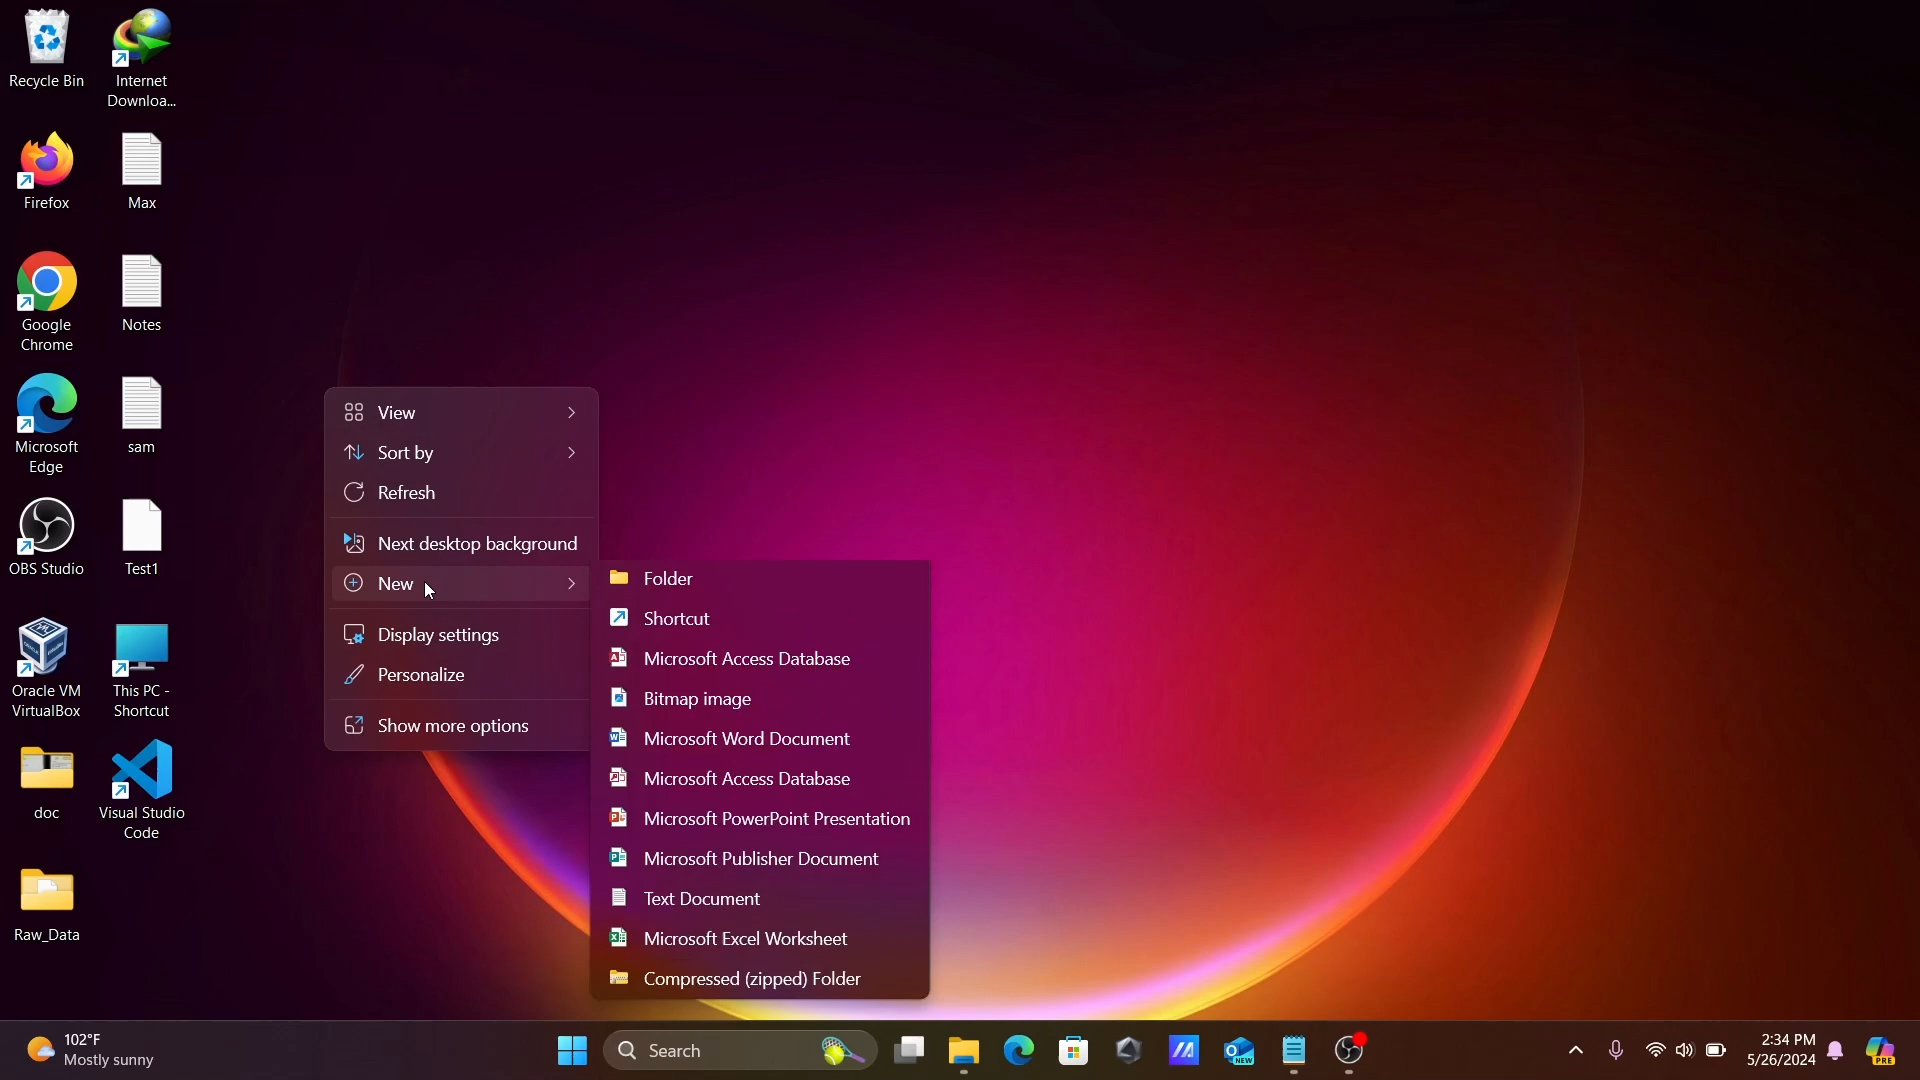 Recycle Bin
Internet
Downloa...
Firefox
Max
Google
Chrome
Notes
Microsoft
Edge
sam
OBS Studio
Test1
Oracle VM
VirtualBox
This PC -
Shortcut
doc
Visual Studio
Code
Raw_Data
View
Sort by
Refresh
Next desktop background
New
Display settings
Personalize
Show more options
Folder
Shortcut
Microsoft Access Database
Bitmap image
Microsoft Word Document
Microsoft Access Database
Microsoft PowerPoint Presentation
Microsoft Publisher Document
Text Document
Microsoft Excel Worksheet
Compressed (zipped) Folder
102°F
Mostly sunny
Search
NEW
2:34 PM
5/26/2024
PRE